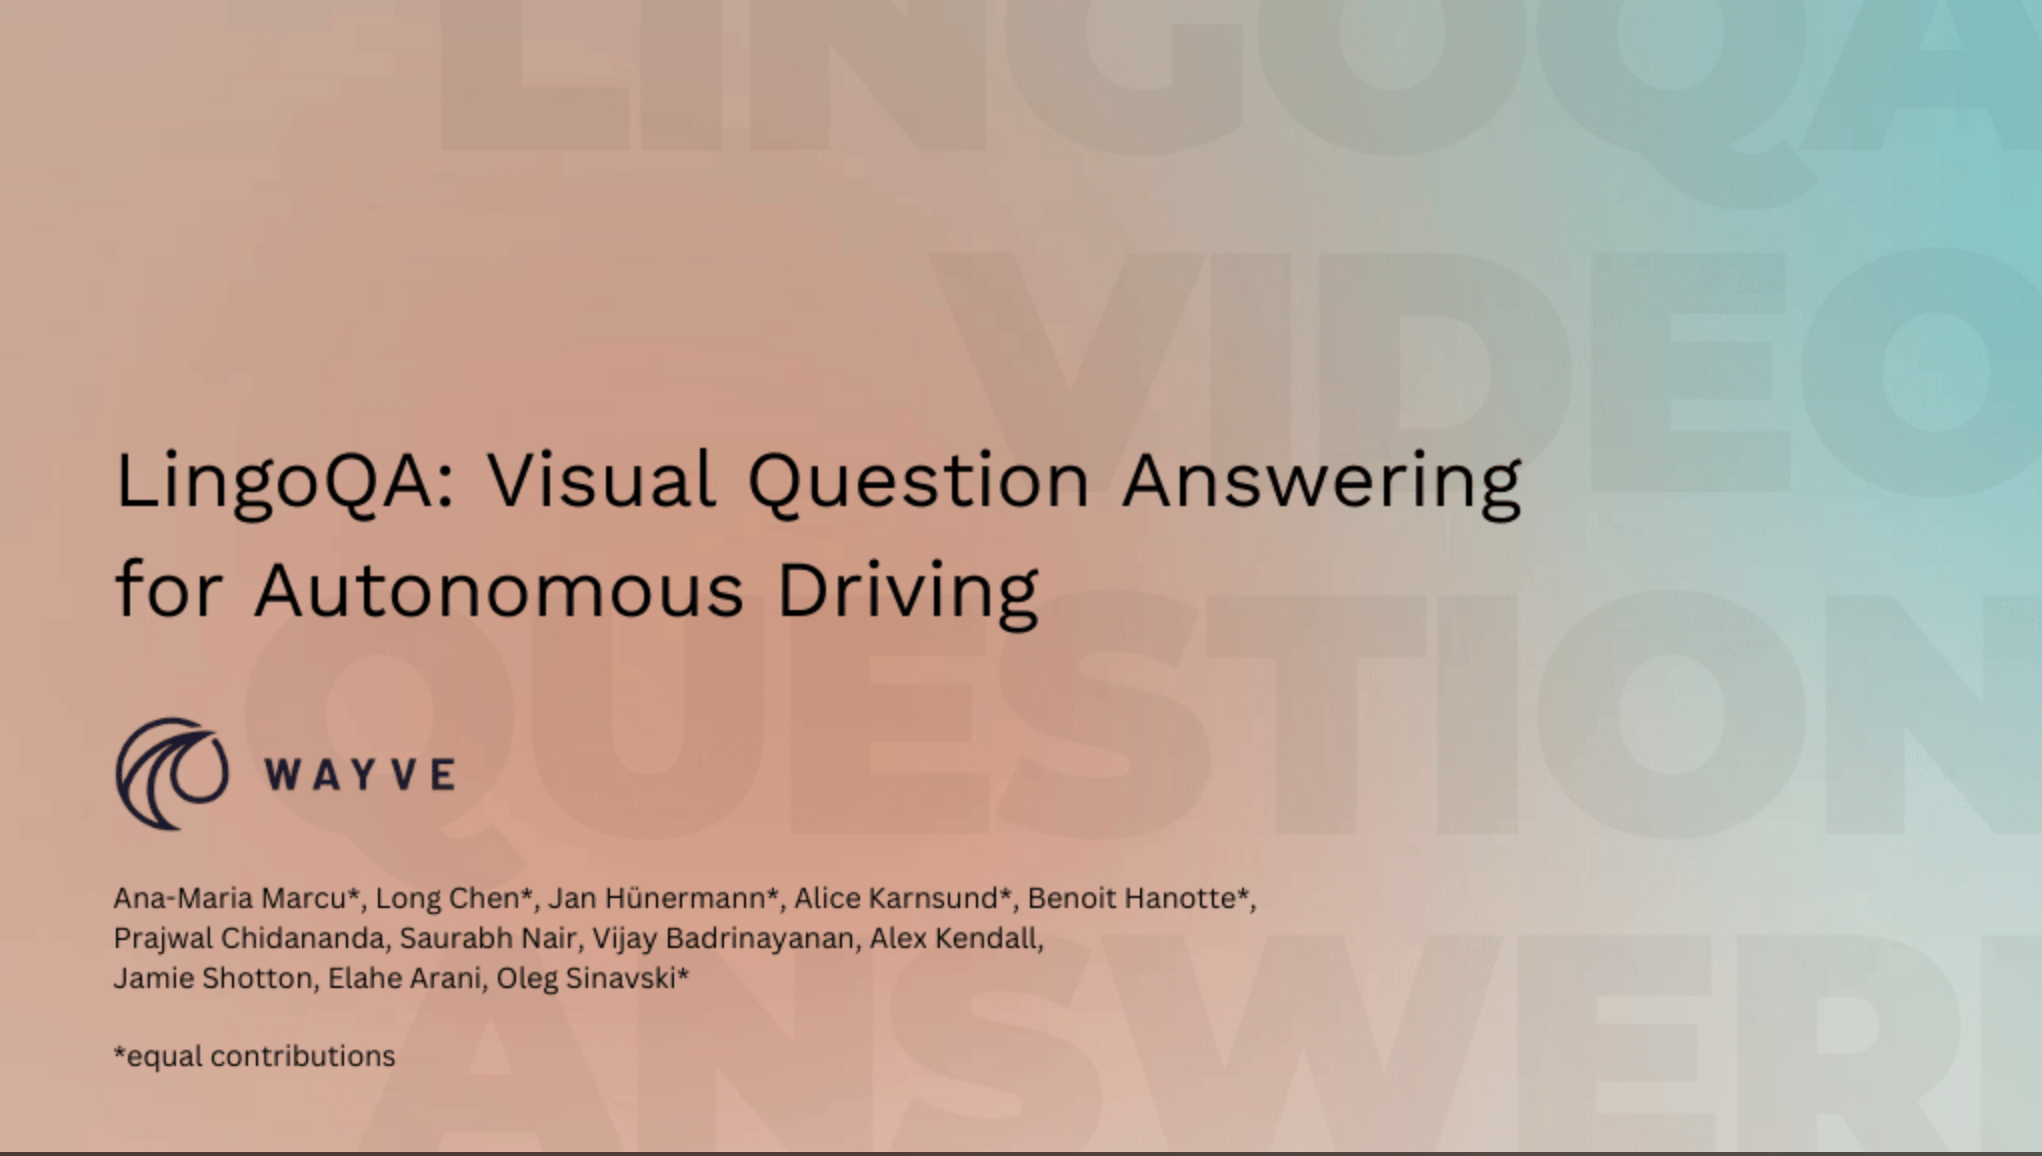 LINGOQA
VIDEO
LingoQA: Visual Question Answering
for Autonomous Driving
QUESTION
WAYVE
Ana-Maria Marcu*, Long Chen*, Jan Hünermann*, Alice Karnsund*, Benoit Hanotte*,
Prajwal Chidananda, Saurabh Nair, Vijay Badrinayanan, Alex Kendall,
Jamie Shotton, Elahe Arani, Oleg Sinavski*
ANSWERI
*equal contributions